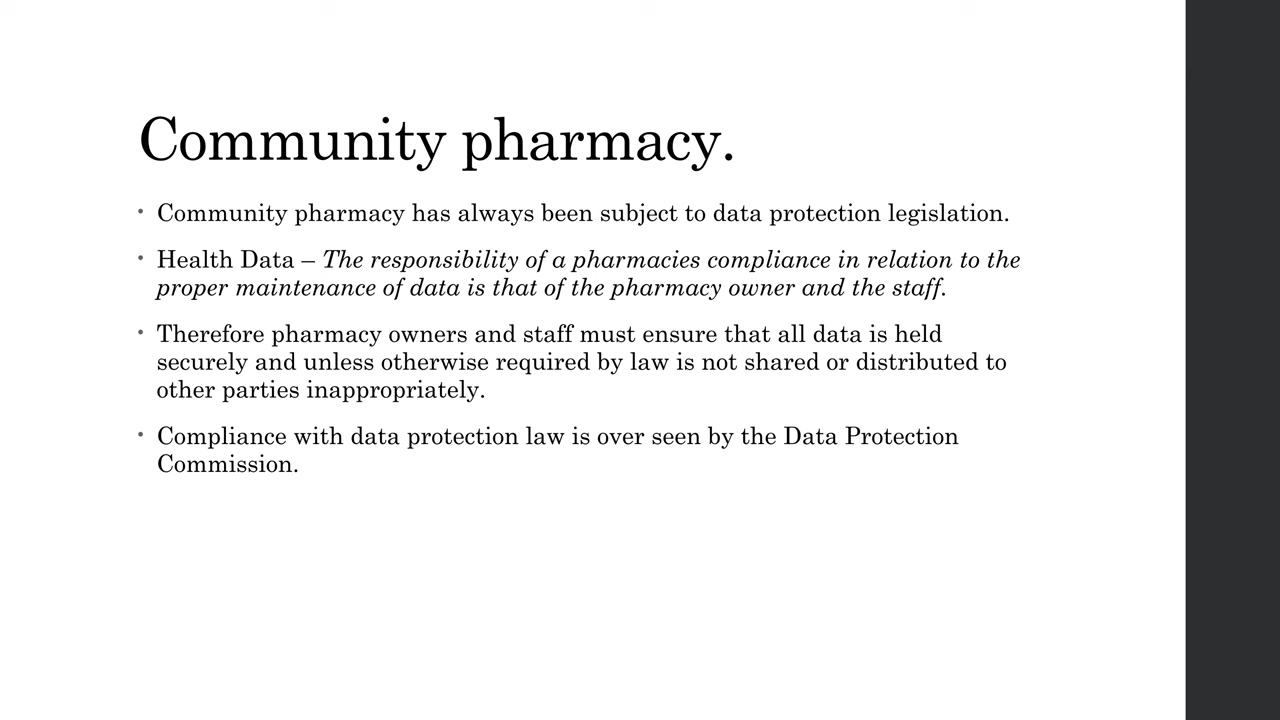 Community pharmacy.
• Community pharmacy has always been subject to data protection legislation.
• Health Data – The responsibility of a pharmacies compliance in relation to the
proper maintenance of data is that of the pharmacy owner and the staff.
• Therefore pharmacy owners and staff must ensure that all data is held
securely and unless otherwise required by law is not shared or distributed to
other parties inappropriately.
• Compliance with data protection law is over seen by the Data Protection
Commission.